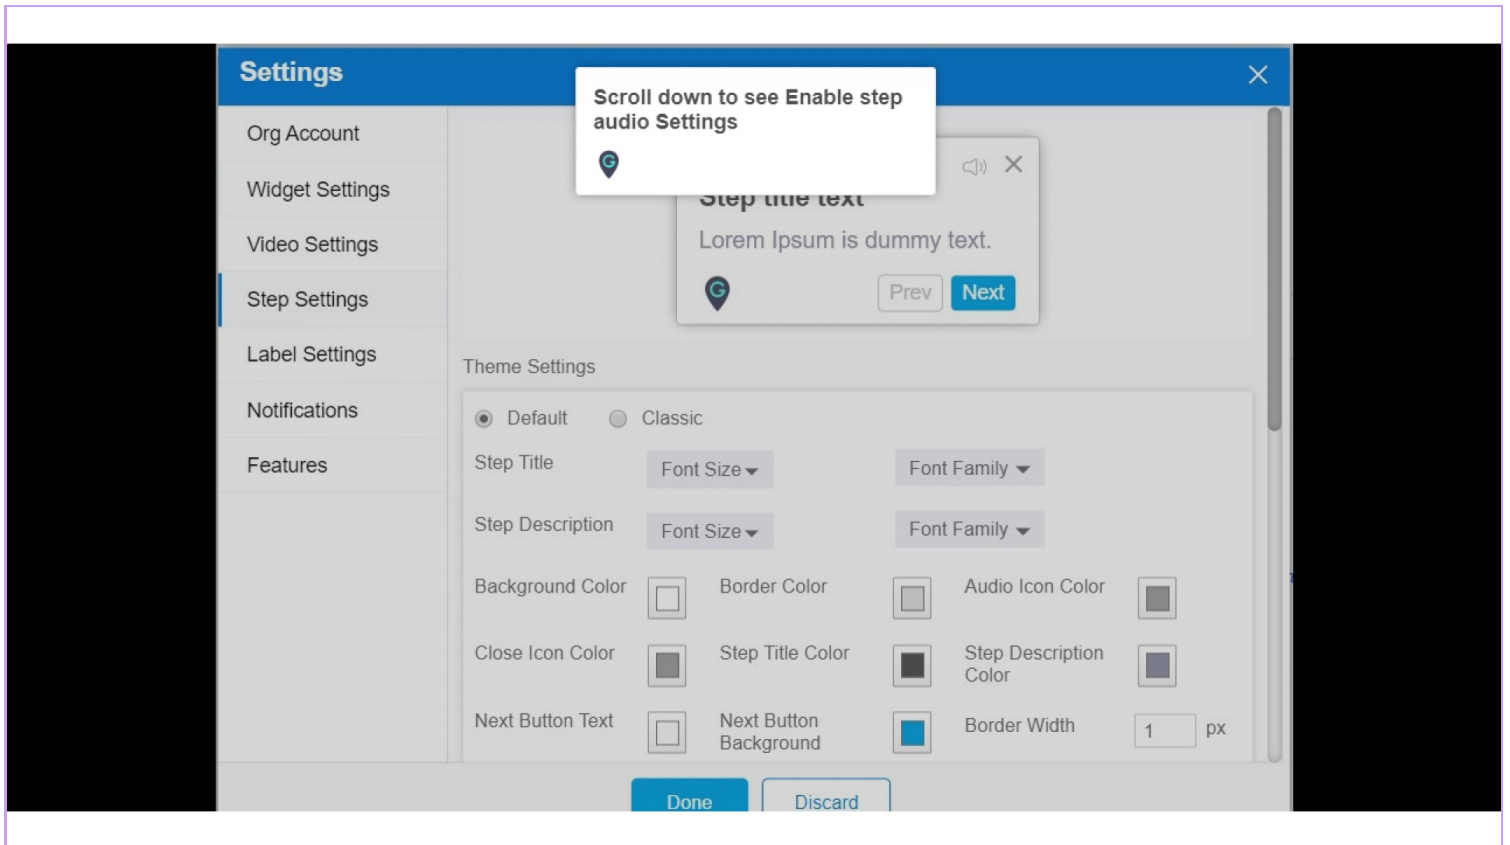 Settings
Scroll down to see Enable step
audio Settings
G
Org Account
Widget Settings
Video Settings
Step Settings
Label Settings
Notifications
Features
Step title text
Lorem Ipsum is dummy text.
G
Prev
Next
Theme Settings
Default
Classic
Step Title
Font Size
Font Family
Step Description
Font Size
Font Family
Background Color
Border Color
Audio Icon Color
Close Icon Color
Step Title Color
Step Description
Color
Next Button Text
Next Button
Background
Border Width
1
px
Done
Discard